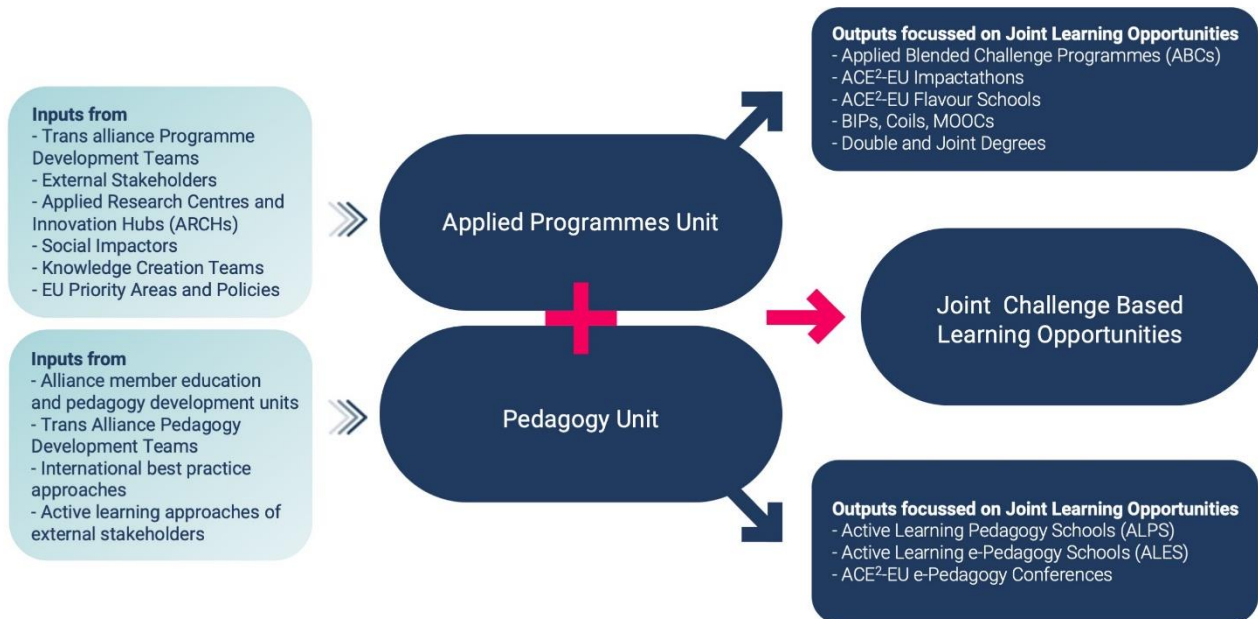 Inputs from
- Trans alliance Programme
Development Teams
- External Stakeholders
- Applied Research Centres and
Innovation Hubs (ARCHs)
- Social Impactors
- Knowledge Creation Teams
- EU Priority Areas and Policies
Inputs from
- Alliance member education
and pedagogy development units
- Trans Alliance Pedagogy
Development Teams
- International best practice
approaches
- Active learning approaches of
external stakeholders
Applied Programmes Unit
Pedagogy Unit
Outputs focussed on Joint Learning Opportunities
- Applied Blended Challenge Programmes (ABCs)
- ACE²-EU Impactathons
- ACE²-EU Flavour Schools
- BIPs, Coils, MOOCs
- Double and Joint Degrees
Joint Challenge Based
Learning Opportunities
Outputs focussed on Joint Learning Opportunities
- Active Learning Pedagogy Schools (ALPS)
- Active Learning e-Pedagogy Schools (ALES)
- ACE²-EU e-Pedagogy Conferences